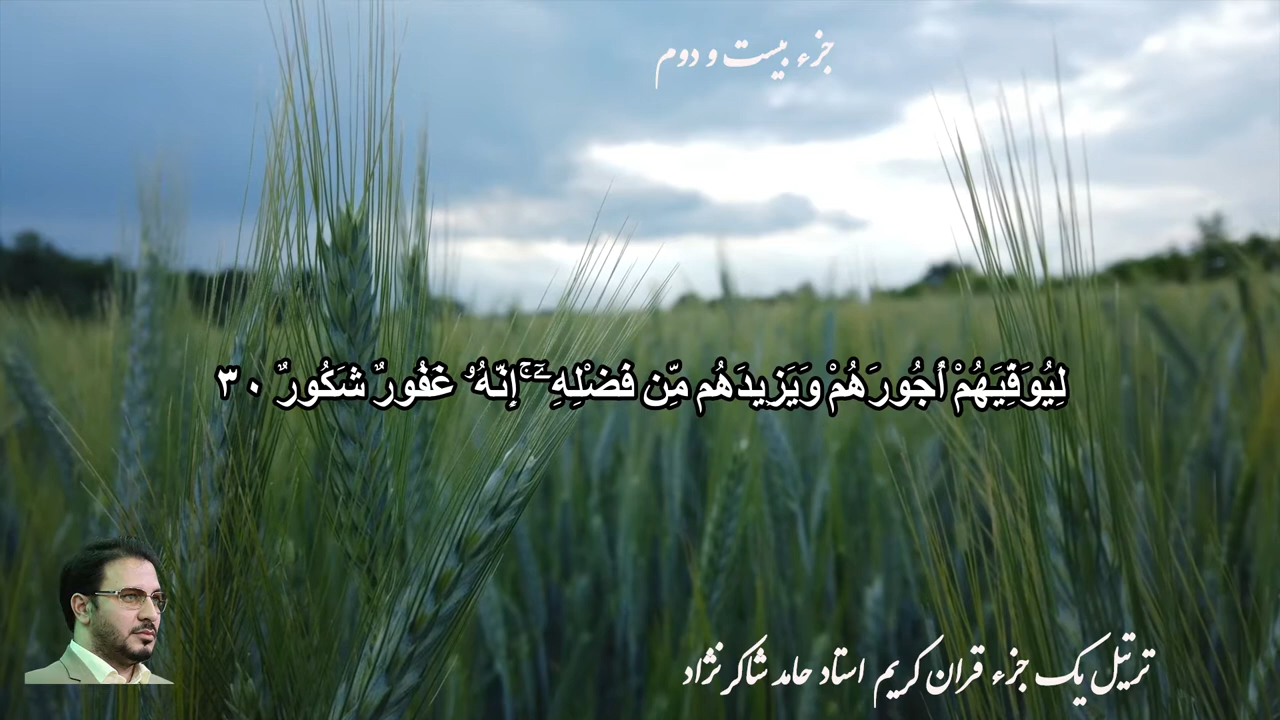 جزء بیست و دوم
لِيُوَفِّيَهُمْ أُجُورَهُمْ وَيَزِيدَهُم مِّن فَضْلِهِۦٓۚ إِنَّهُۥ غَفُورٌ شَكُورٌ ٣٠
ترتیل یک جزء قران کریم استاد حامد شاکرنژاد